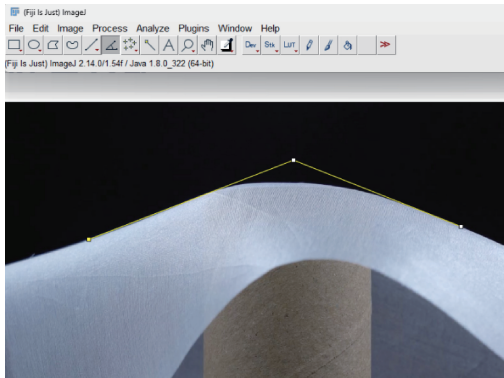 (Fiji Is Just) ImageJ
File Edit Image Process Analyze Plugins Window Help
A Dev Stk LUT >>
(Fiji Is Just) ImageJ 2.14.0/1.54f / Java 1.8.0_322 (64-bit)